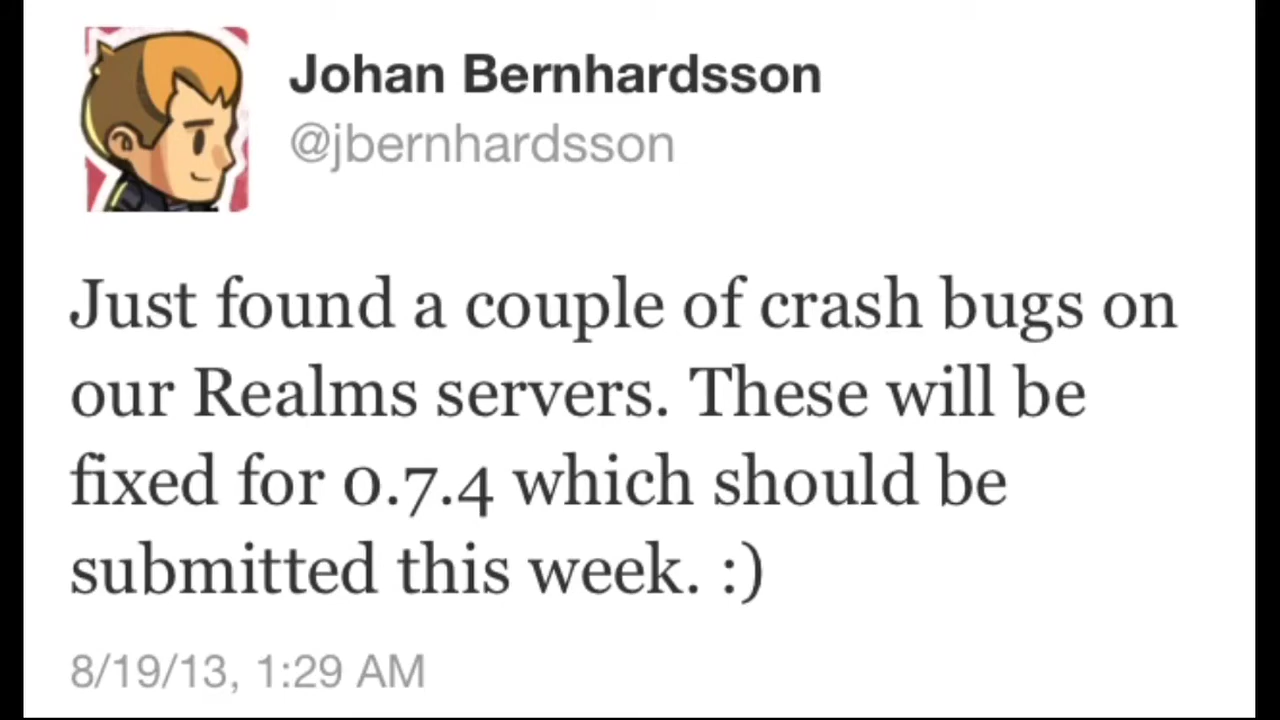 Johan Bernhardsson
@jbernhardsson
Just found a couple of crash bugs on
our Realms servers. These will be
fixed for 0.7.4 which should be
submitted this week. :)
8/19/13, 1:29 AM